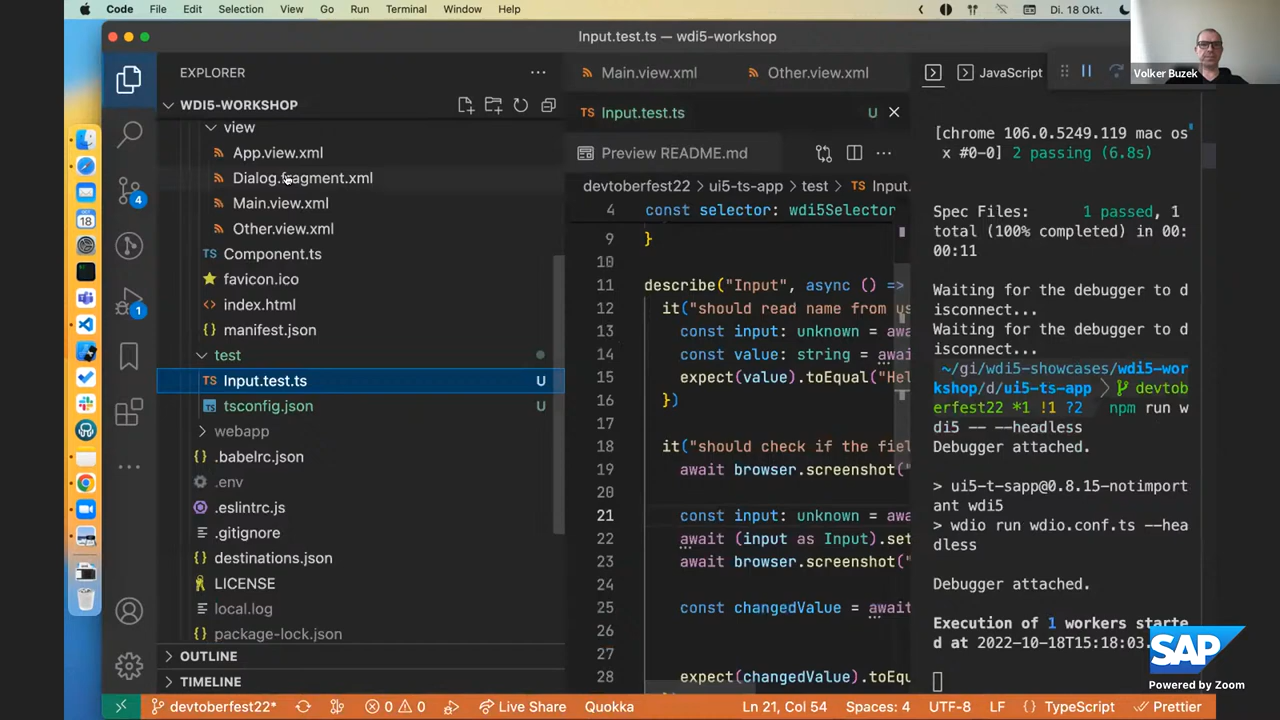 Code File Edit Selection View Go Run Terminal Window Help
Di. 18 Okt.
Input.test.ts — wdi5-workshop
Volker Buzek
EXPLORER
WDI5-WORKSHOP
view
App.view.xml
Dialog.fragment.xml
Main.view.xml
Other.view.xml
Component.ts
favicon.ico
index.html
manifest.json
test
Input.test.ts U
tsconfig.json U
webapp
.babelrc.json
.env
.eslintrc.js
.gitignore
destinations.json
LICENSE
local.log
package-lock.json
OUTLINE
TIMELINE
4
1
18
Main.view.xml
Other.view.xml
Input.test.ts U
Preview README.md
devtoberfest22 > ui5-ts-app > test > Input.
4 const selector: wdi5Selector
9 }
10
11 describe("Input", async () =>
12 it("should read name from us
13 const input: unknown = awa
14 const value: string = awai
15 expect(value).toEqual("Hel
16 })
17
18 it("should check if the fiel
19 await browser.screenshot("
20
21 const input: unknown = awa
22 await (input as Input).set
23 await browser.screenshot("
24
25 const changedValue = await
26
27
28 expect(changedValue).toEqu
JavaScript
[chrome 106.0.5249.119 mac os
x #0-0] 2 passing (6.8s)
Spec Files: 1 passed, 1
total (100% completed) in 00:
00:11
Waiting for the debugger to d
isconnect...
Waiting for the debugger to d
isconnect...
~/gi/wdi5-showcases/wdi5-wor
kshop/d/ui5-ts-app devtob
erfest22 *1 !1 ?2 npm run w
di5 -- --headless
Debugger attached.
> ui5-t-sapp@0.8.15-notimport
ant wdi5
> wdio run wdio.conf.ts --hea
dless
Debugger attached.
Execution of 1 workers starte
d at 2022-10-18T15:18:03.
SAP
Powered by Zoom
devtoberfest22* 0 0 Live Share Quokka Ln 21, Col 54 Spaces: 4 UTF-8 LF { } TypeScript Prettier